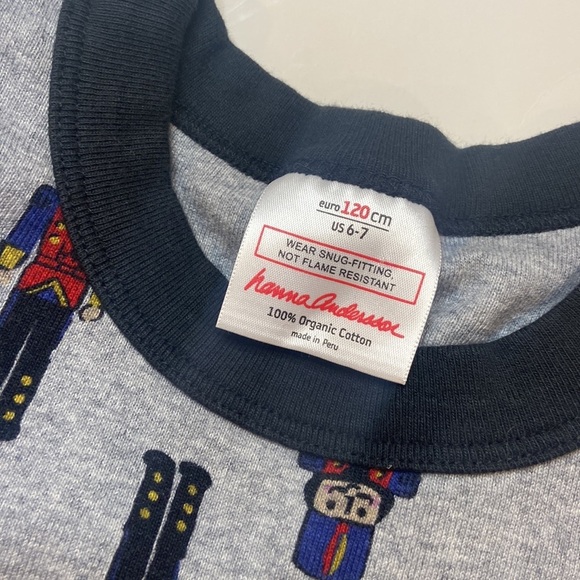 euro 120 cm
US 6-7
WEAR SNUG-FITTING,
NOT FLAME RESISTANT
hanna andersson
100% Organic Cotton
made in Peru